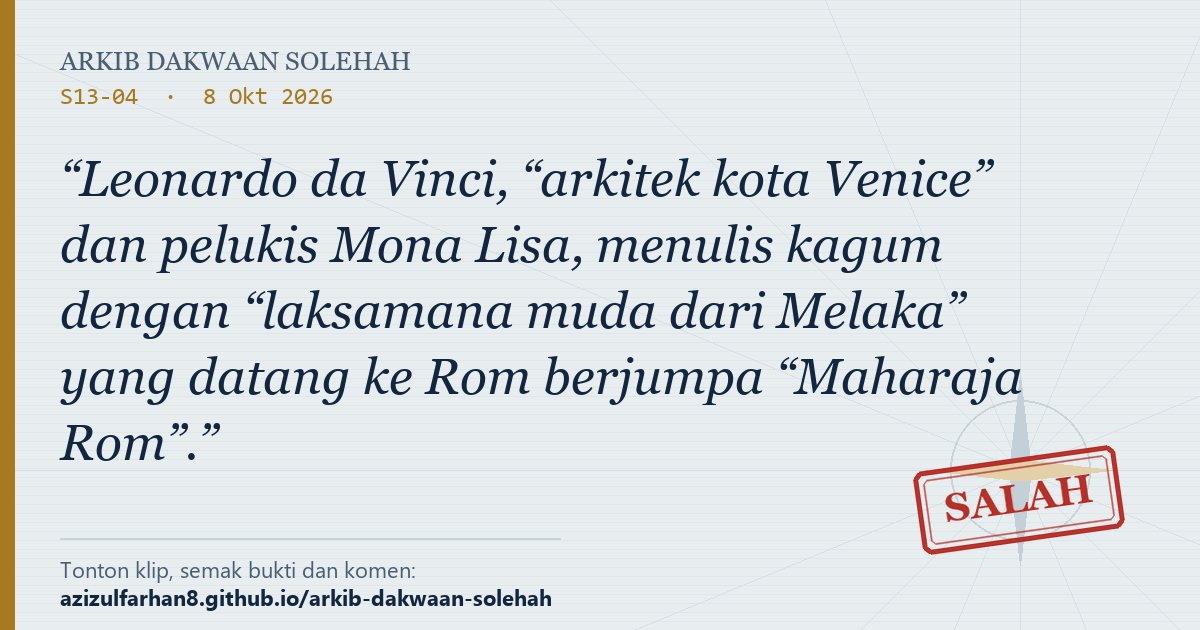 ARKIB DAKWAAN SOLEHAH
S13-04 · 8 Okt 2026
“Leonardo da Vinci, “arkitek kota Venice”
dan pelukis Mona Lisa, menulis kagum
dengan “laksamana muda dari Melaka”
yang datang ke Rom berjumpa “Maharaja
Rom”.”
SALAH
Tonton klip, semak bukti dan komen:
azizulfarhan8.github.io/arkib-dakwaan-solehah